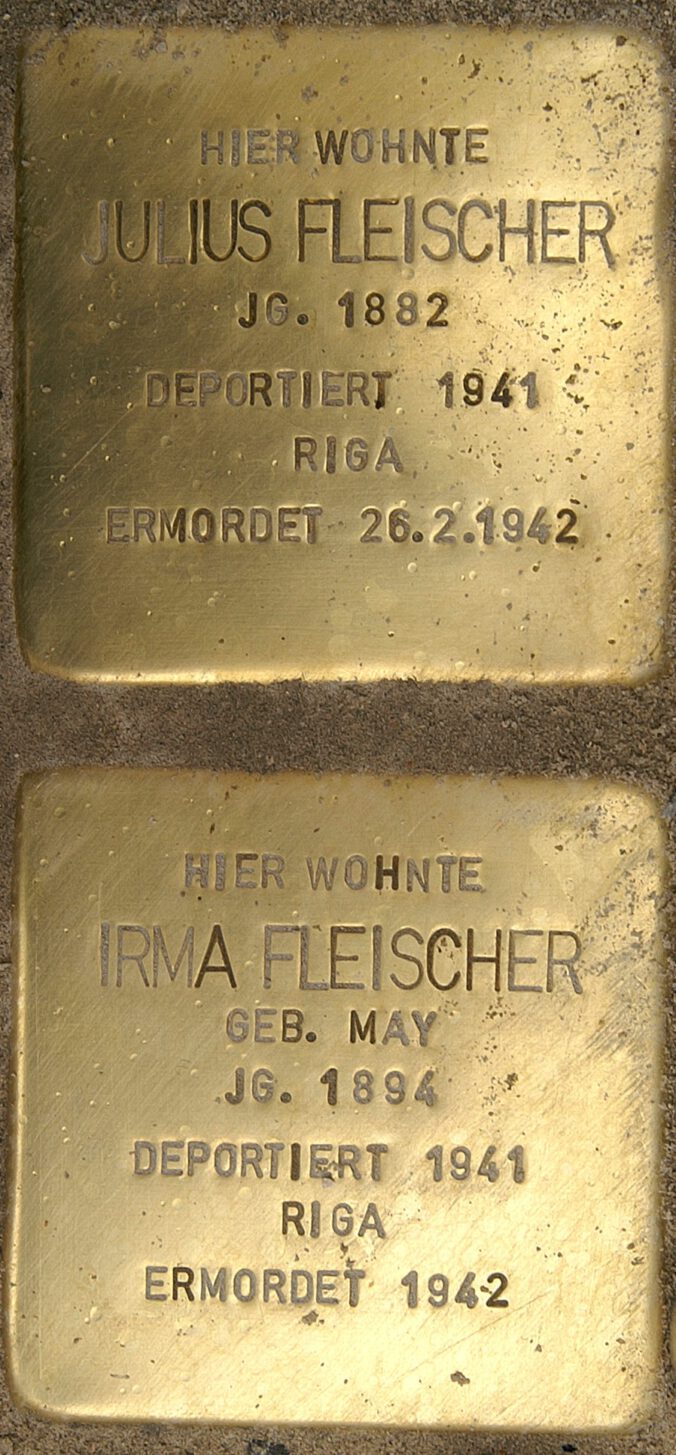 HIER WOHNTE
JULIUS FLEISCHER
JG. 1882
DEPORTIERT 1941
RIGA
ERMORDET 26.2.1942
HIER WOHNTE
IRMA FLEISCHER
GEB. MAY
JG. 1894
DEPORTIERT 1941
RIGA
ERMORDET 1942